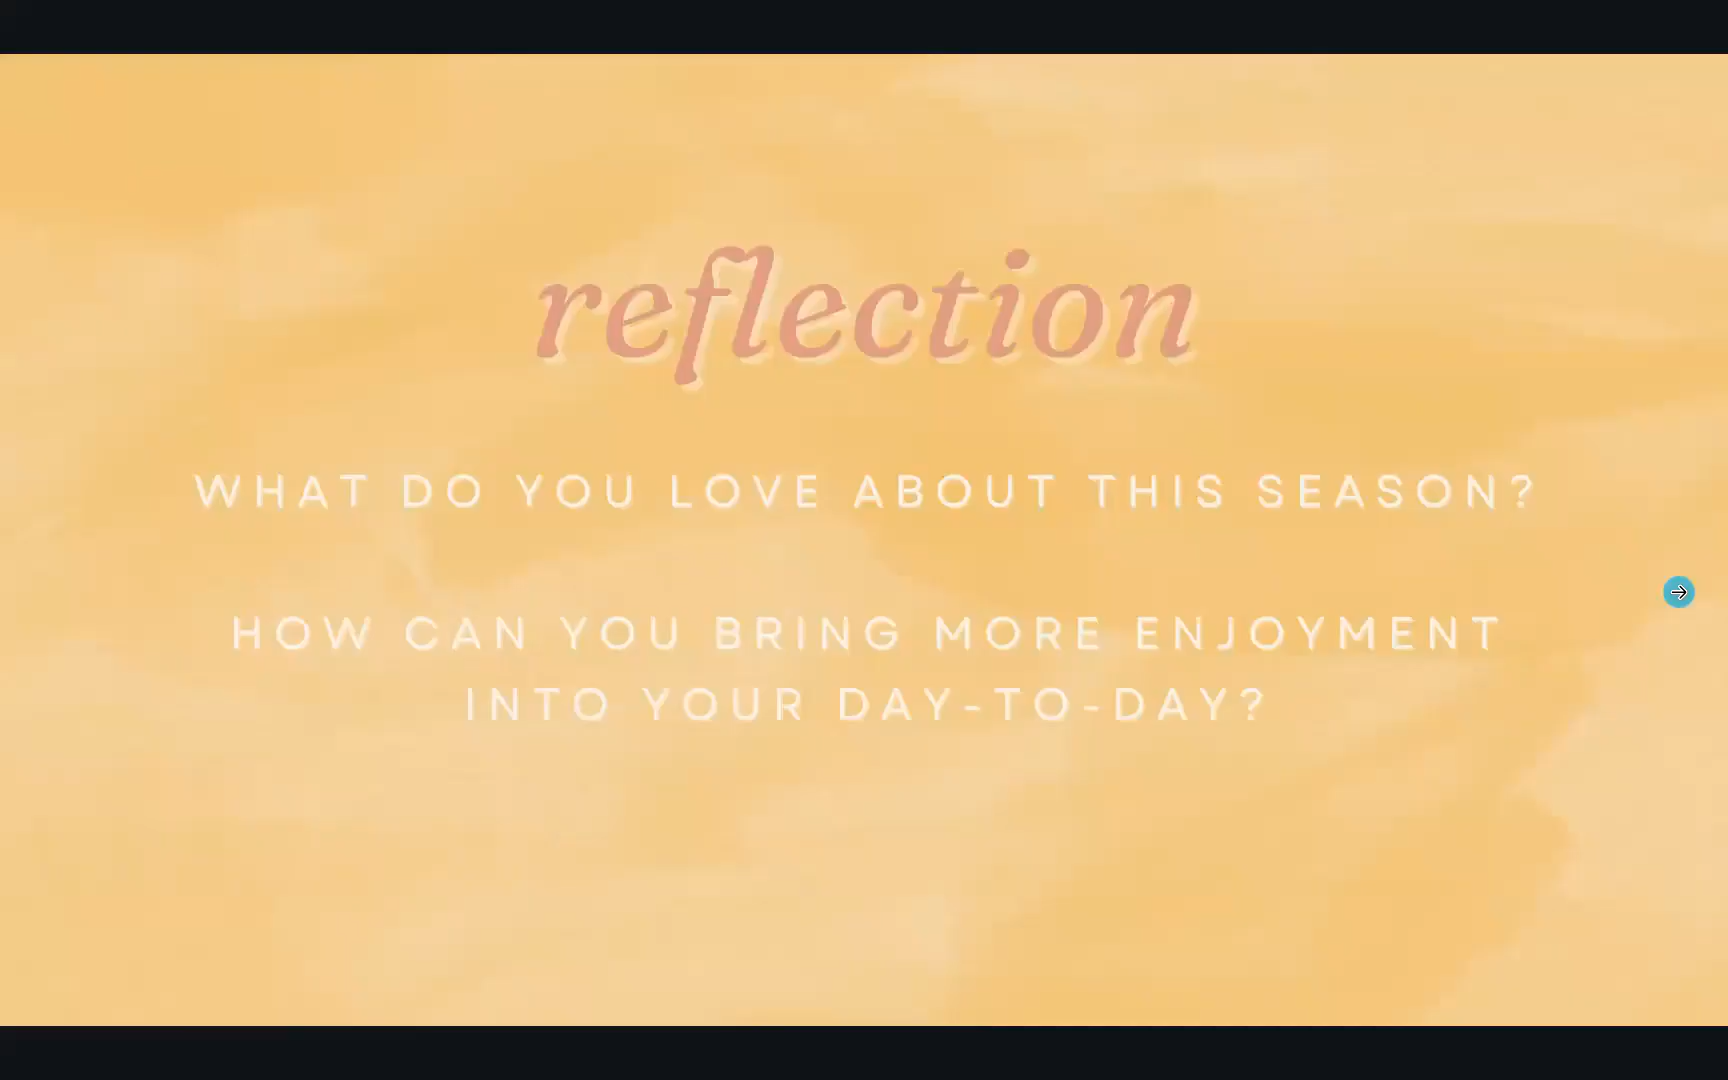 reflection
WHAT DO YOU LOVE ABOUT THIS SEASON?
HOW CAN YOU BRING MORE ENJOYMENT
INTO YOUR DAY-TO-DAY?